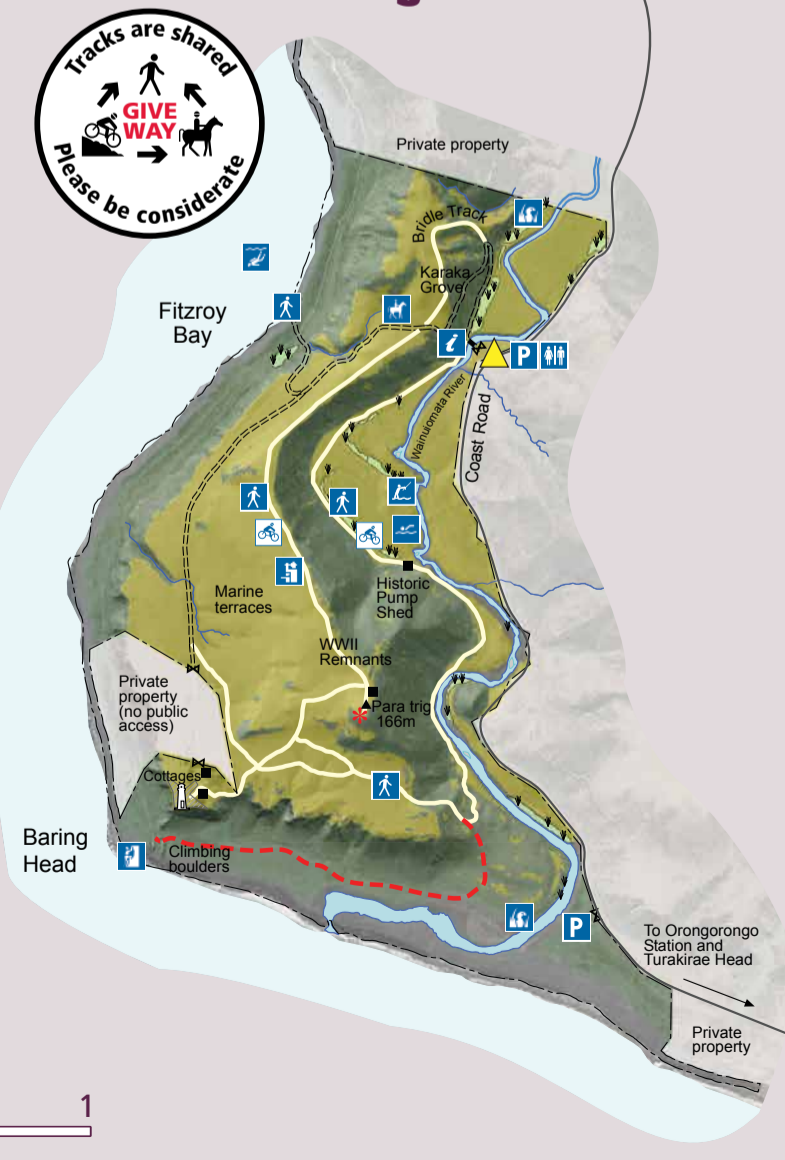 Tracks are shared
GIVE
WAY
Please be considerate
Private property
Bridle Track
Karaka
Grove
Fitzroy
Bay
i
P
Wainuiomata River
Coast Road
Marine
terraces
Historic
Pump
Shed
WWII
Remnants
Private
property
(no public
access)
Para trig
166m
Cottages
Baring
Head
Climbing
boulders
P
To Orongorongo
Station and
Turakirae Head
Private
property
1